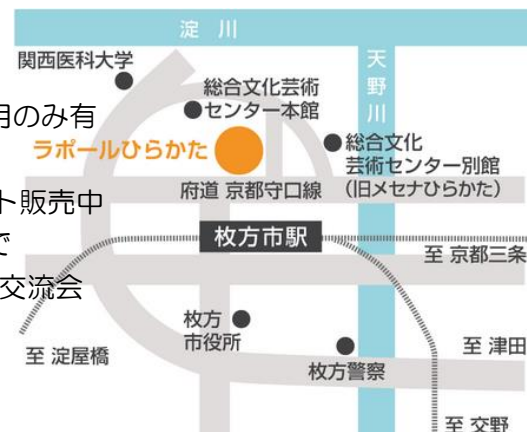 淀 川
天野川
関西医科大学
総合文化芸術
センター本館
月のみ有
ラポールひらかた
総合文化
芸術センター別館
(旧メセナひらかた)
ト販売中
府道 京都守口線
で
枚方市駅
至 京都三条
交流会
枚方
市役所
至 淀屋橋
枚方警察
至 津田
至 交野